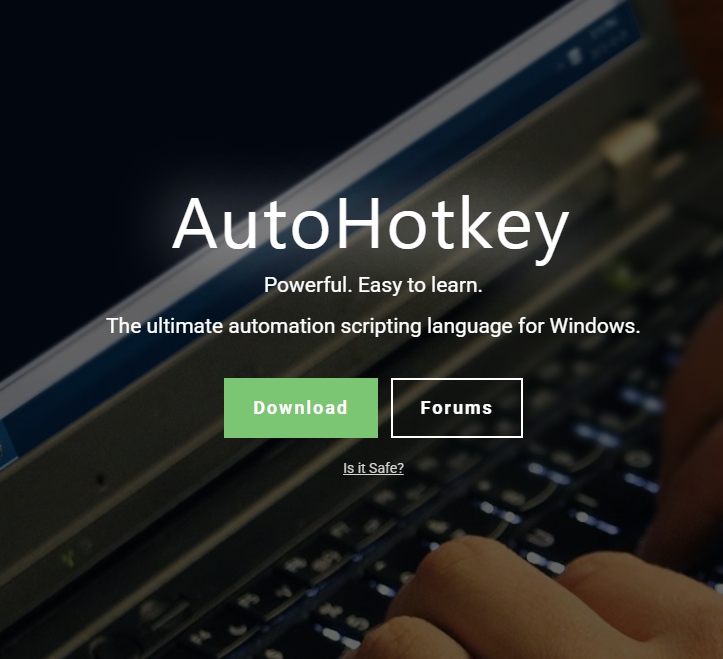 AutoHotkey
Powerful. Easy to learn.
The ultimate automation scripting language for Windows.
Download
Forums
Is it Safe?